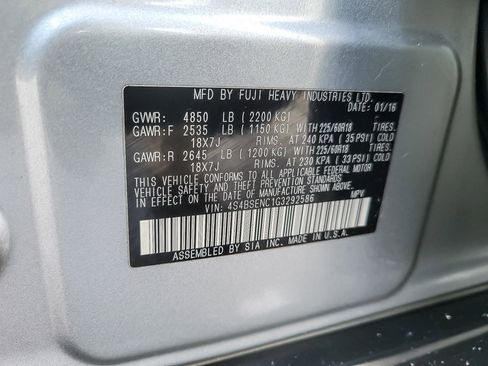 MFD BY FUJI HEAVY INDUSTRIES LTD.
DATE: 01/16
GVWR: 4850 LB (2200 KG)
GAWR:F 2535 LB (1150 KG) WITH 225/60R18 TIRES.
18X7J RIMS. AT 240 KPA (35 PSI) COLD
GAWR:R 2645 LB (1200 KG) WITH 225/60R18 TIRES.
18X7J RIMS. AT 230 KPA (33 PSI) COLD
THIS VEHICLE CONFORMS TO ALL APPLICABLE FEDERAL MOTOR
VEHICLE SAFETY AND THEFT PREVENTION STANDARDS
IN EFFECT ON THE DATE OF MANUFACTURE SHOWN ABOVE.
VIN: 4S4BSENC1G3292586 MPV
ASSEMBLED BY SIA INC. MADE IN U.S.A.